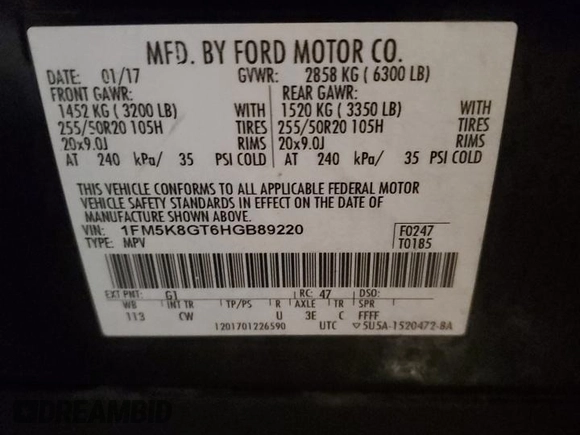 MFD. BY FORD MOTOR CO.
DATE: 01/17 GVWR: 2858 KG ( 6300 LB)
FRONT GAWR: REAR GAWR:
1452 KG ( 3200 LB) WITH 1520 KG ( 3350 LB) WITH
255/50R20 105H TIRES 255/50R20 105H TIRES
20x9.0J RIMS 20x9.0J RIMS
AT 240 kPa/ 35 PSI COLD AT 240 kPa/ 35 PSI COLD
THIS VEHICLE CONFORMS TO ALL APPLICABLE FEDERAL MOTOR
VEHICLE SAFETY STANDARDS IN EFFECT ON THE DATE OF
MANUFACTURE SHOWN ABOVE.
VIN: 1FM5K8GT6HGB89220 F0247
TYPE: MPV T0185
EXT PNT: G1 RC: 47 DSO:
WB INT TR TP/PS R AXLE TR SPR
113 CW U 3E C FFFF
1201701226590 UTC ▽5U5A-1520472-8A
DREAMBID